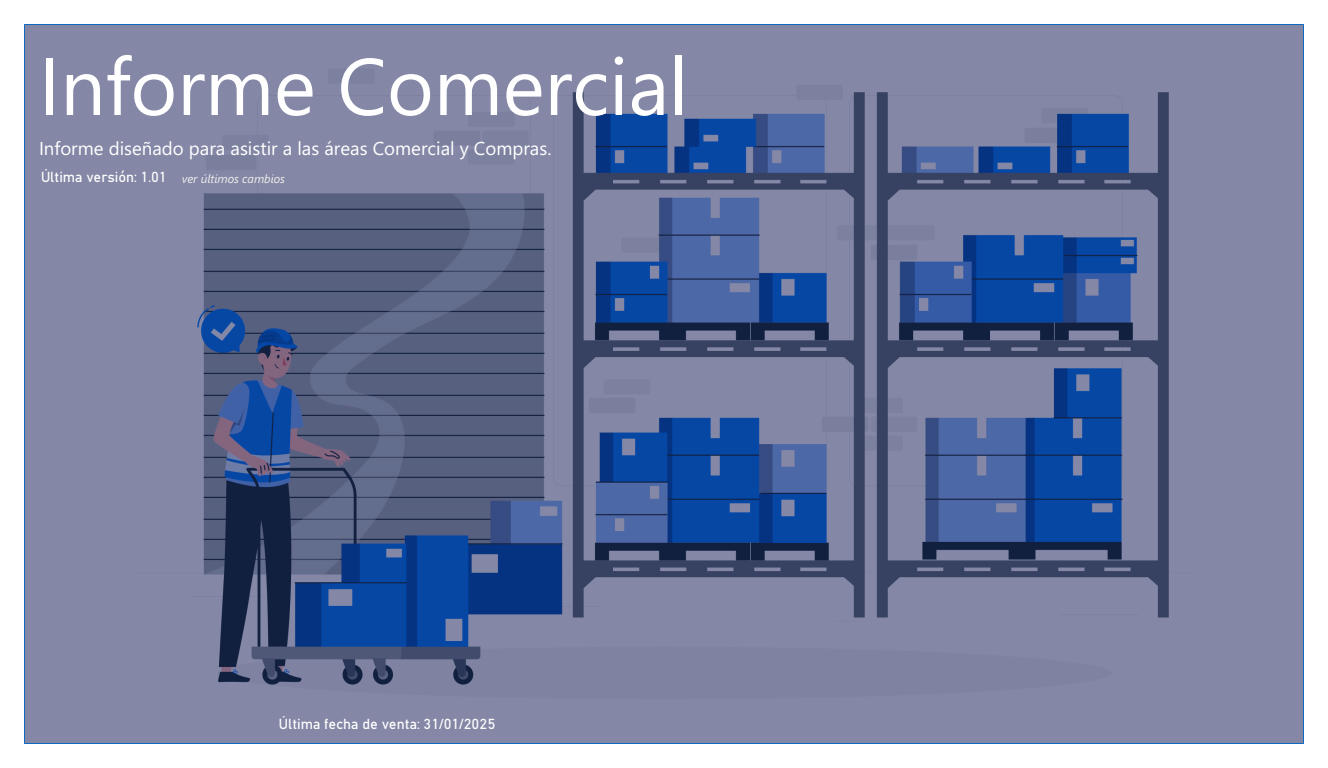 Informe Comercial
Informe diseñado para asistir a las áreas Comercial y Compras.
Última versión: 1.01 ver últimos cambios
Última fecha de venta: 31/01/2025